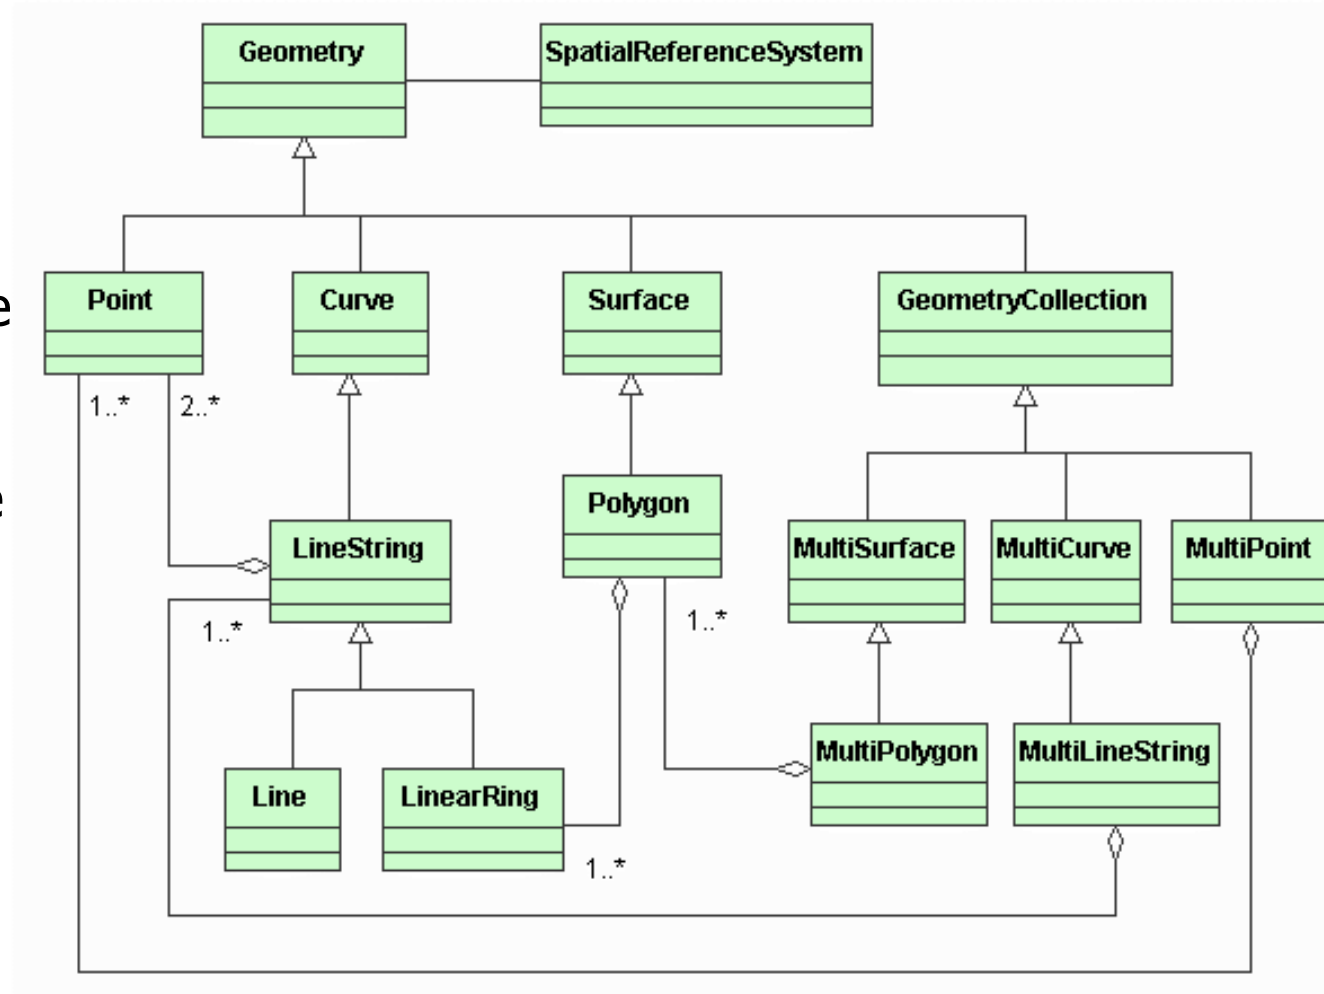 Geometry
SpatialReferenceSystem
Point
Curve
Surface
GeometryCollection
e
1..*
2..*
Polygon
e
LineString
MultiSurface
MultiCurve
MultiPoint
1..*
1..*
MultiPolygon
MultiLineString
Line
LinearRing
1..*